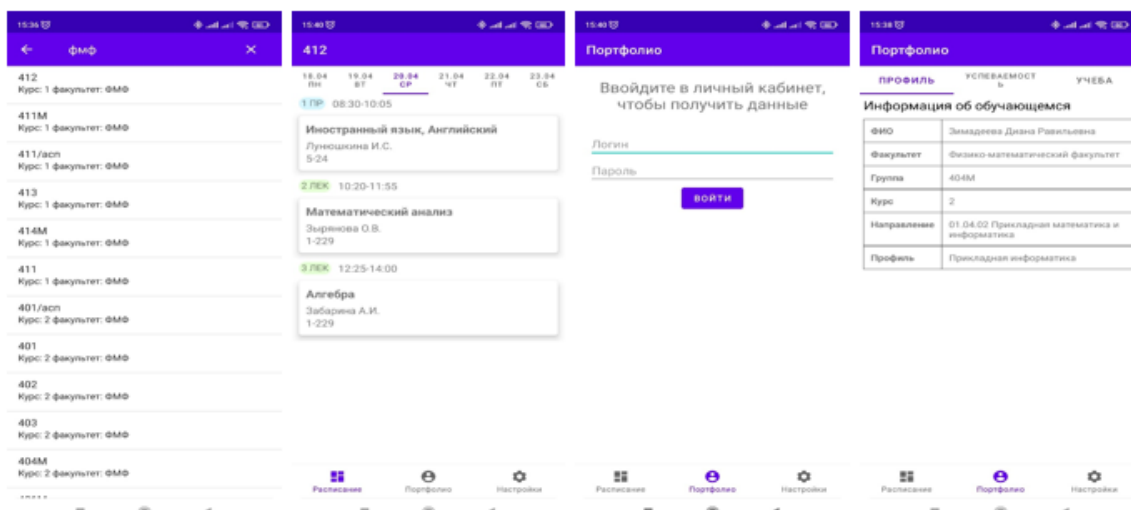 15:36
фмф
412
Курс: 1 факультет: ФМФ
411М
Курс: 1 факультет: ФМФ
411/асп
Курс: 1 факультет: ФМФ
413
Курс: 1 факультет: ФМФ
414М
Курс: 1 факультет: ФМФ
411
Курс: 1 факультет: ФМФ
401/асп
Курс: 2 факультет: ФМФ
401
Курс: 2 факультет: ФМФ
402
Курс: 2 факультет: ФМФ
403
Курс: 2 факультет: ФМФ
404М
Курс: 2 факультет: ФМФ
15:40
412
18.04 19.04 20.04 21.04 22.04 23.04
ПН ВТ СР ЧТ ПТ СБ
1 ПР 08:30-10:05
Иностранный язык, Английский
Лунюшкина И.С.
5-24
2 ЛЕК 10:20-11:55
Математический анализ
Зырянова О.В.
1-229
3 ЛЕК 12:25-14:00
Алгебра
Забарина А.И.
1-229
Расписание Портфолио Настройки
15:40
Портфолио
Ввойдите в личный кабинет,
чтобы получить данные
Логин
Пароль
ВОЙТИ
Расписание Портфолио Настройки
15:38
Портфолио
ПРОФИЛЬ УСПЕВАЕМОСТ
Ь УЧЕБА
Информация об обучающемся
ФИО Зимадеева Диана Равильевна
Факультет Физико-математический факультет
Группа 404М
Курс 2
Направление 01.04.02 Прикладная математика и
информатика
Профиль Прикладная информатика
Расписание Портфолио Настройки